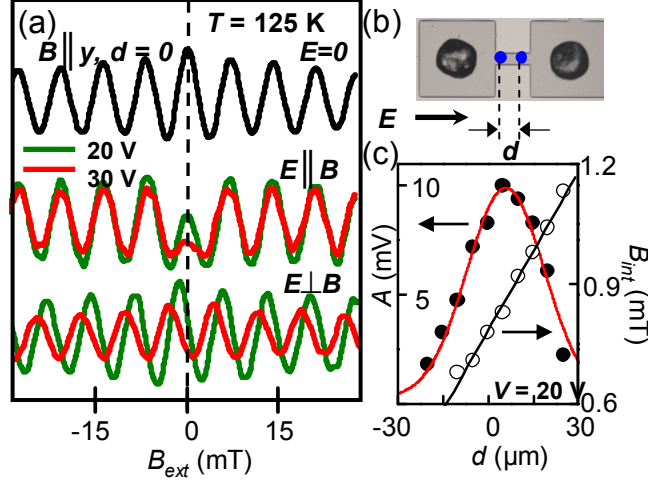 (a)
B ∥ y, d = 0
T = 125 K
E=0
20 V
30 V
E ∥ B
E⊥B
-15
0
15
B_ext (mT)
(b)
E
d
(c)
10
5
A (mV)
1.2
0.9
0.6
B_int (mT)
V = 20 V
-30
0
30
d (µm)